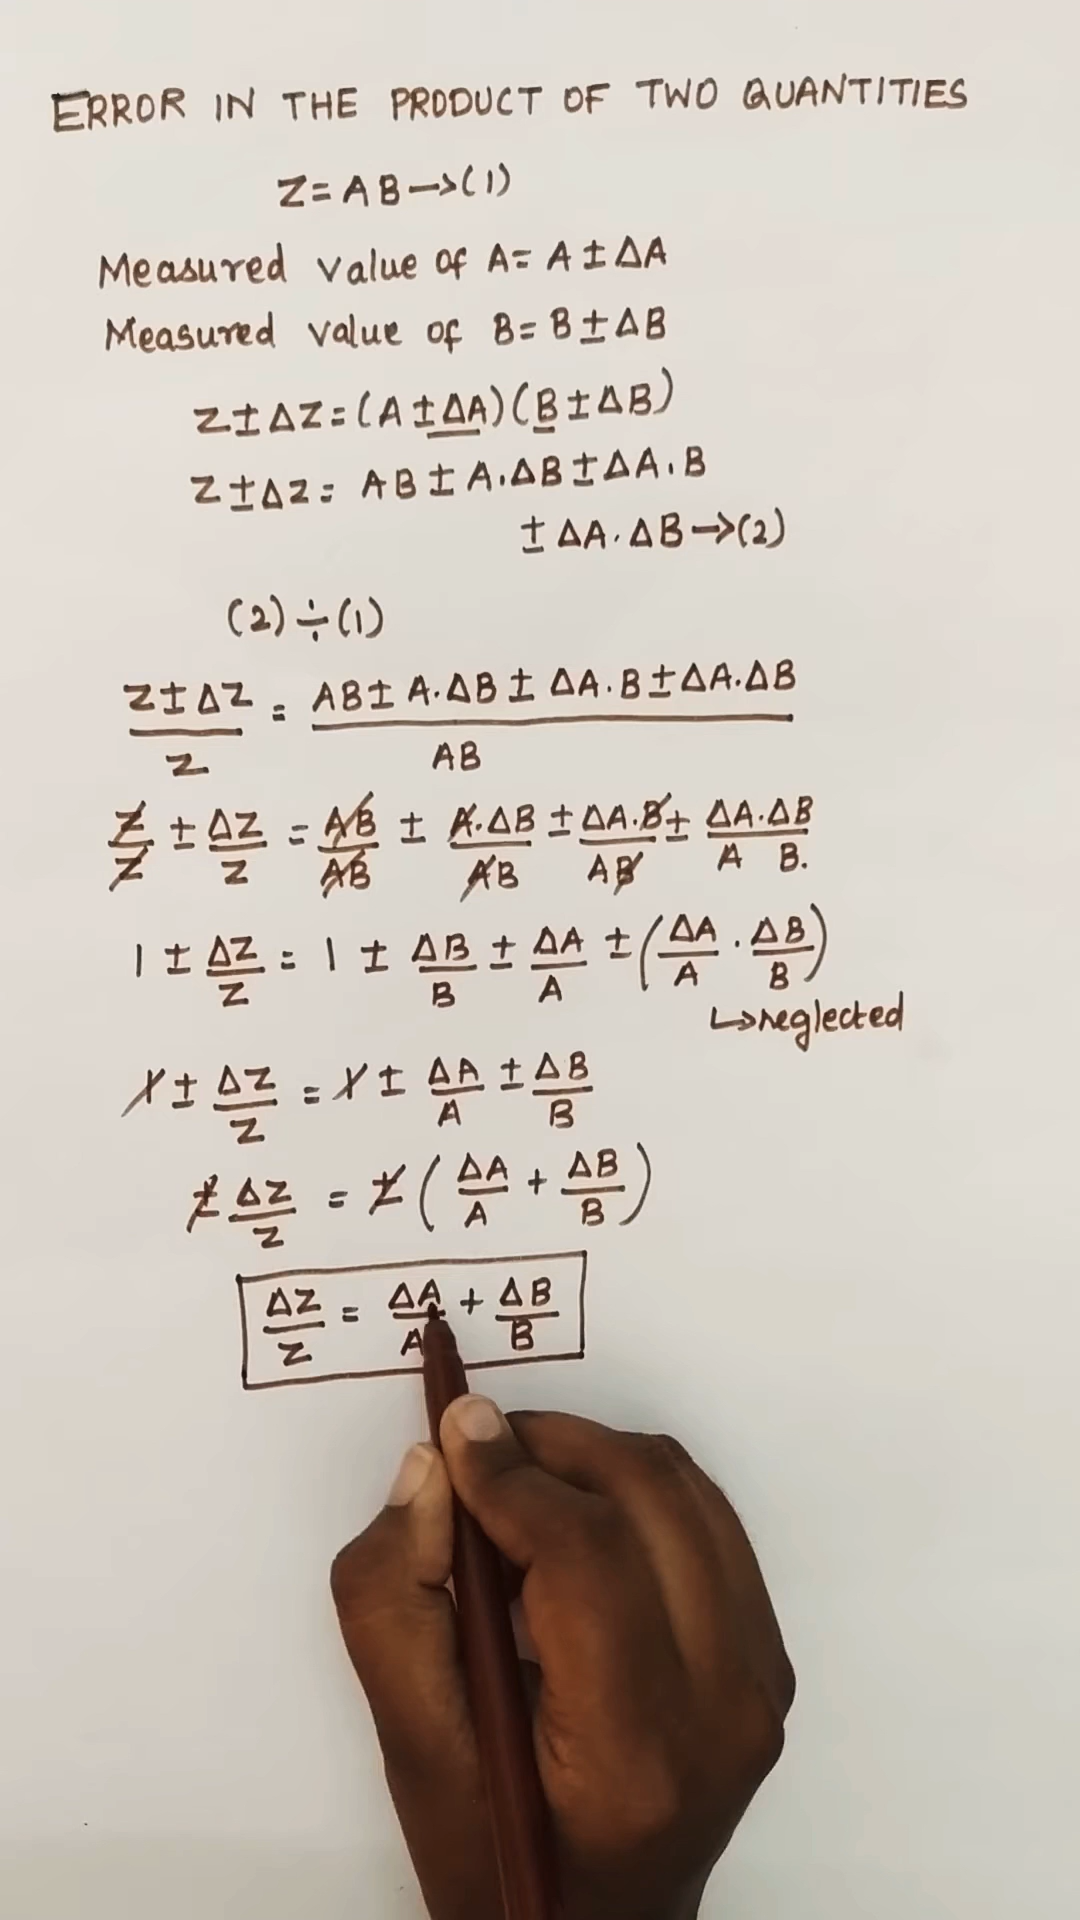 ERROR IN THE PRODUCT OF TWO QUANTITIES
Z = AB → (1)
Measured value of A = A ± ΔA
Measured value of B = B ± ΔB
Z ± ΔZ = (A ± ΔA)(B ± ΔB)
Z ± ΔZ = AB ± A.ΔB ± ΔA.B
± ΔA.ΔB → (2)
(2) ÷ (1)
(Z ± ΔZ)/Z = (AB ± A.ΔB ± ΔA.B ± ΔA.ΔB)/AB
Z/Z ± ΔZ/Z = AB/AB ± A.ΔB/AB ± ΔA.B/AB ± ΔA.ΔB/A B.
1 ± ΔZ/Z = 1 ± ΔB/B ± ΔA/A ± (ΔA/A . ΔB/B)
↳ neglected
1 ± ΔZ/Z = 1 ± ΔA/A ± ΔB/B
± ΔZ/Z = ± (ΔA/A + ΔB/B)
ΔZ/Z = ΔA/A + ΔB/B